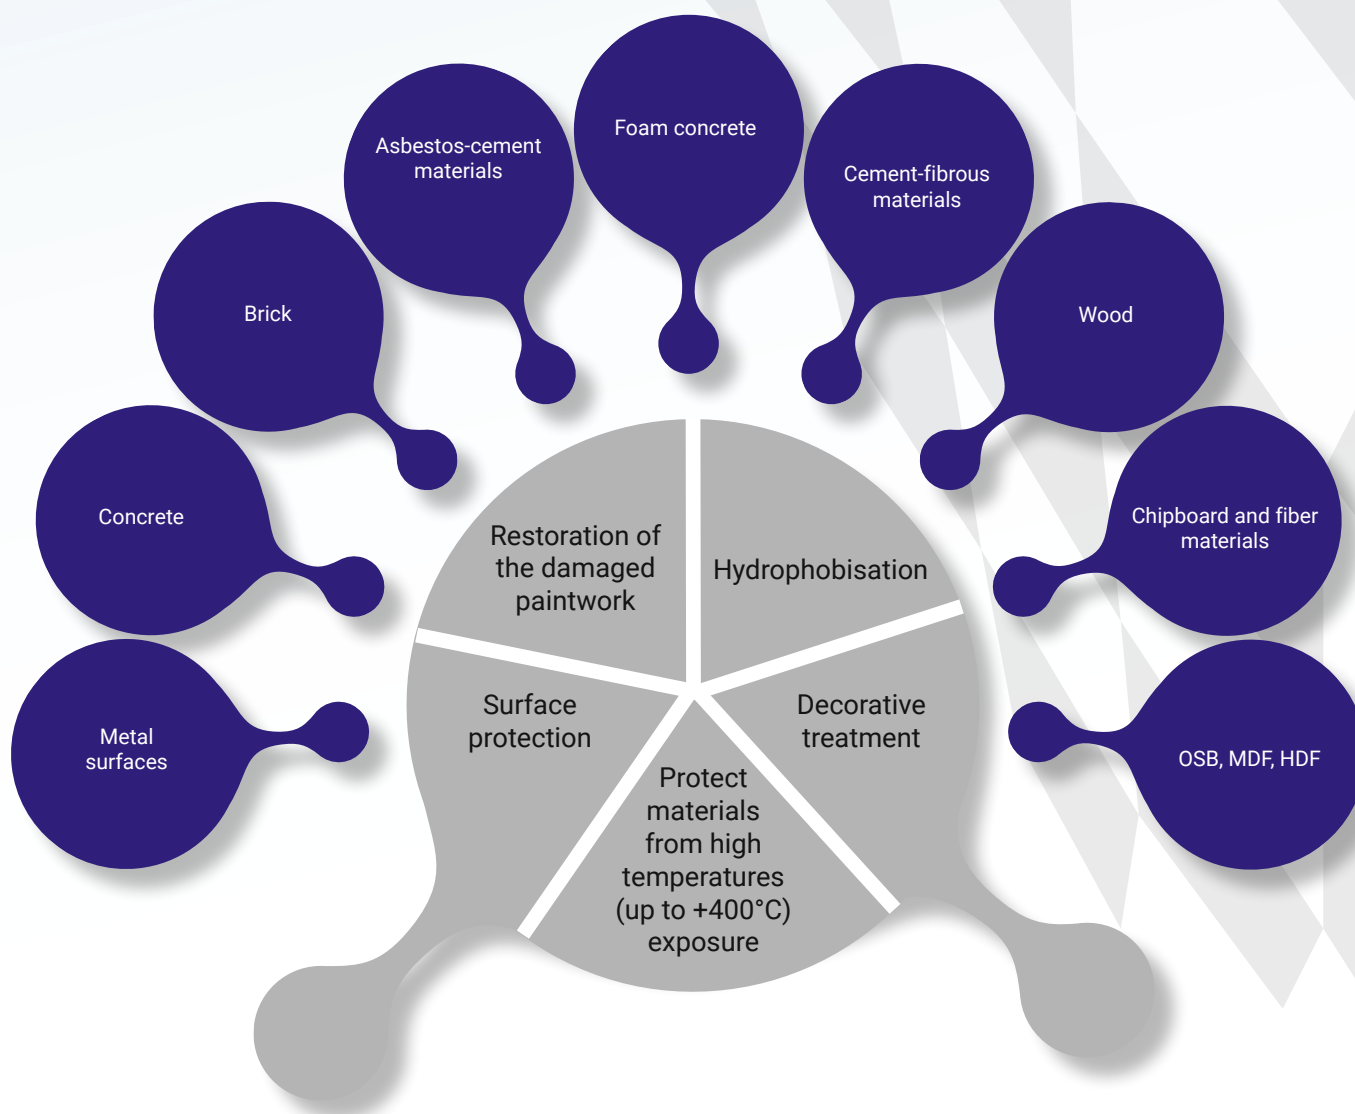 Foam concrete
Asbestos-cement
materials
Cement-fibrous
materials
Brick
Wood
Concrete
Chipboard and fiber
materials
Metal
surfaces
OSB, MDF, HDF
Restoration of
the damaged
paintwork
Hydrophobisation
Surface
protection
Decorative
treatment
Protect
materials
from high
temperatures
(up to +400°C)
exposure